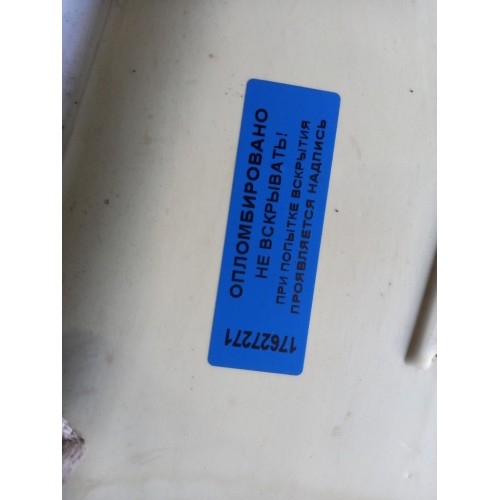 ОПЛОМБИРОВАНО
НЕ ВСКРЫВАТЬ!
ПРИ ПОПЫТКЕ ВСКРЫТИЯ
ПРОЯВЛЯЕТСЯ НАДПИСЬ
17627271